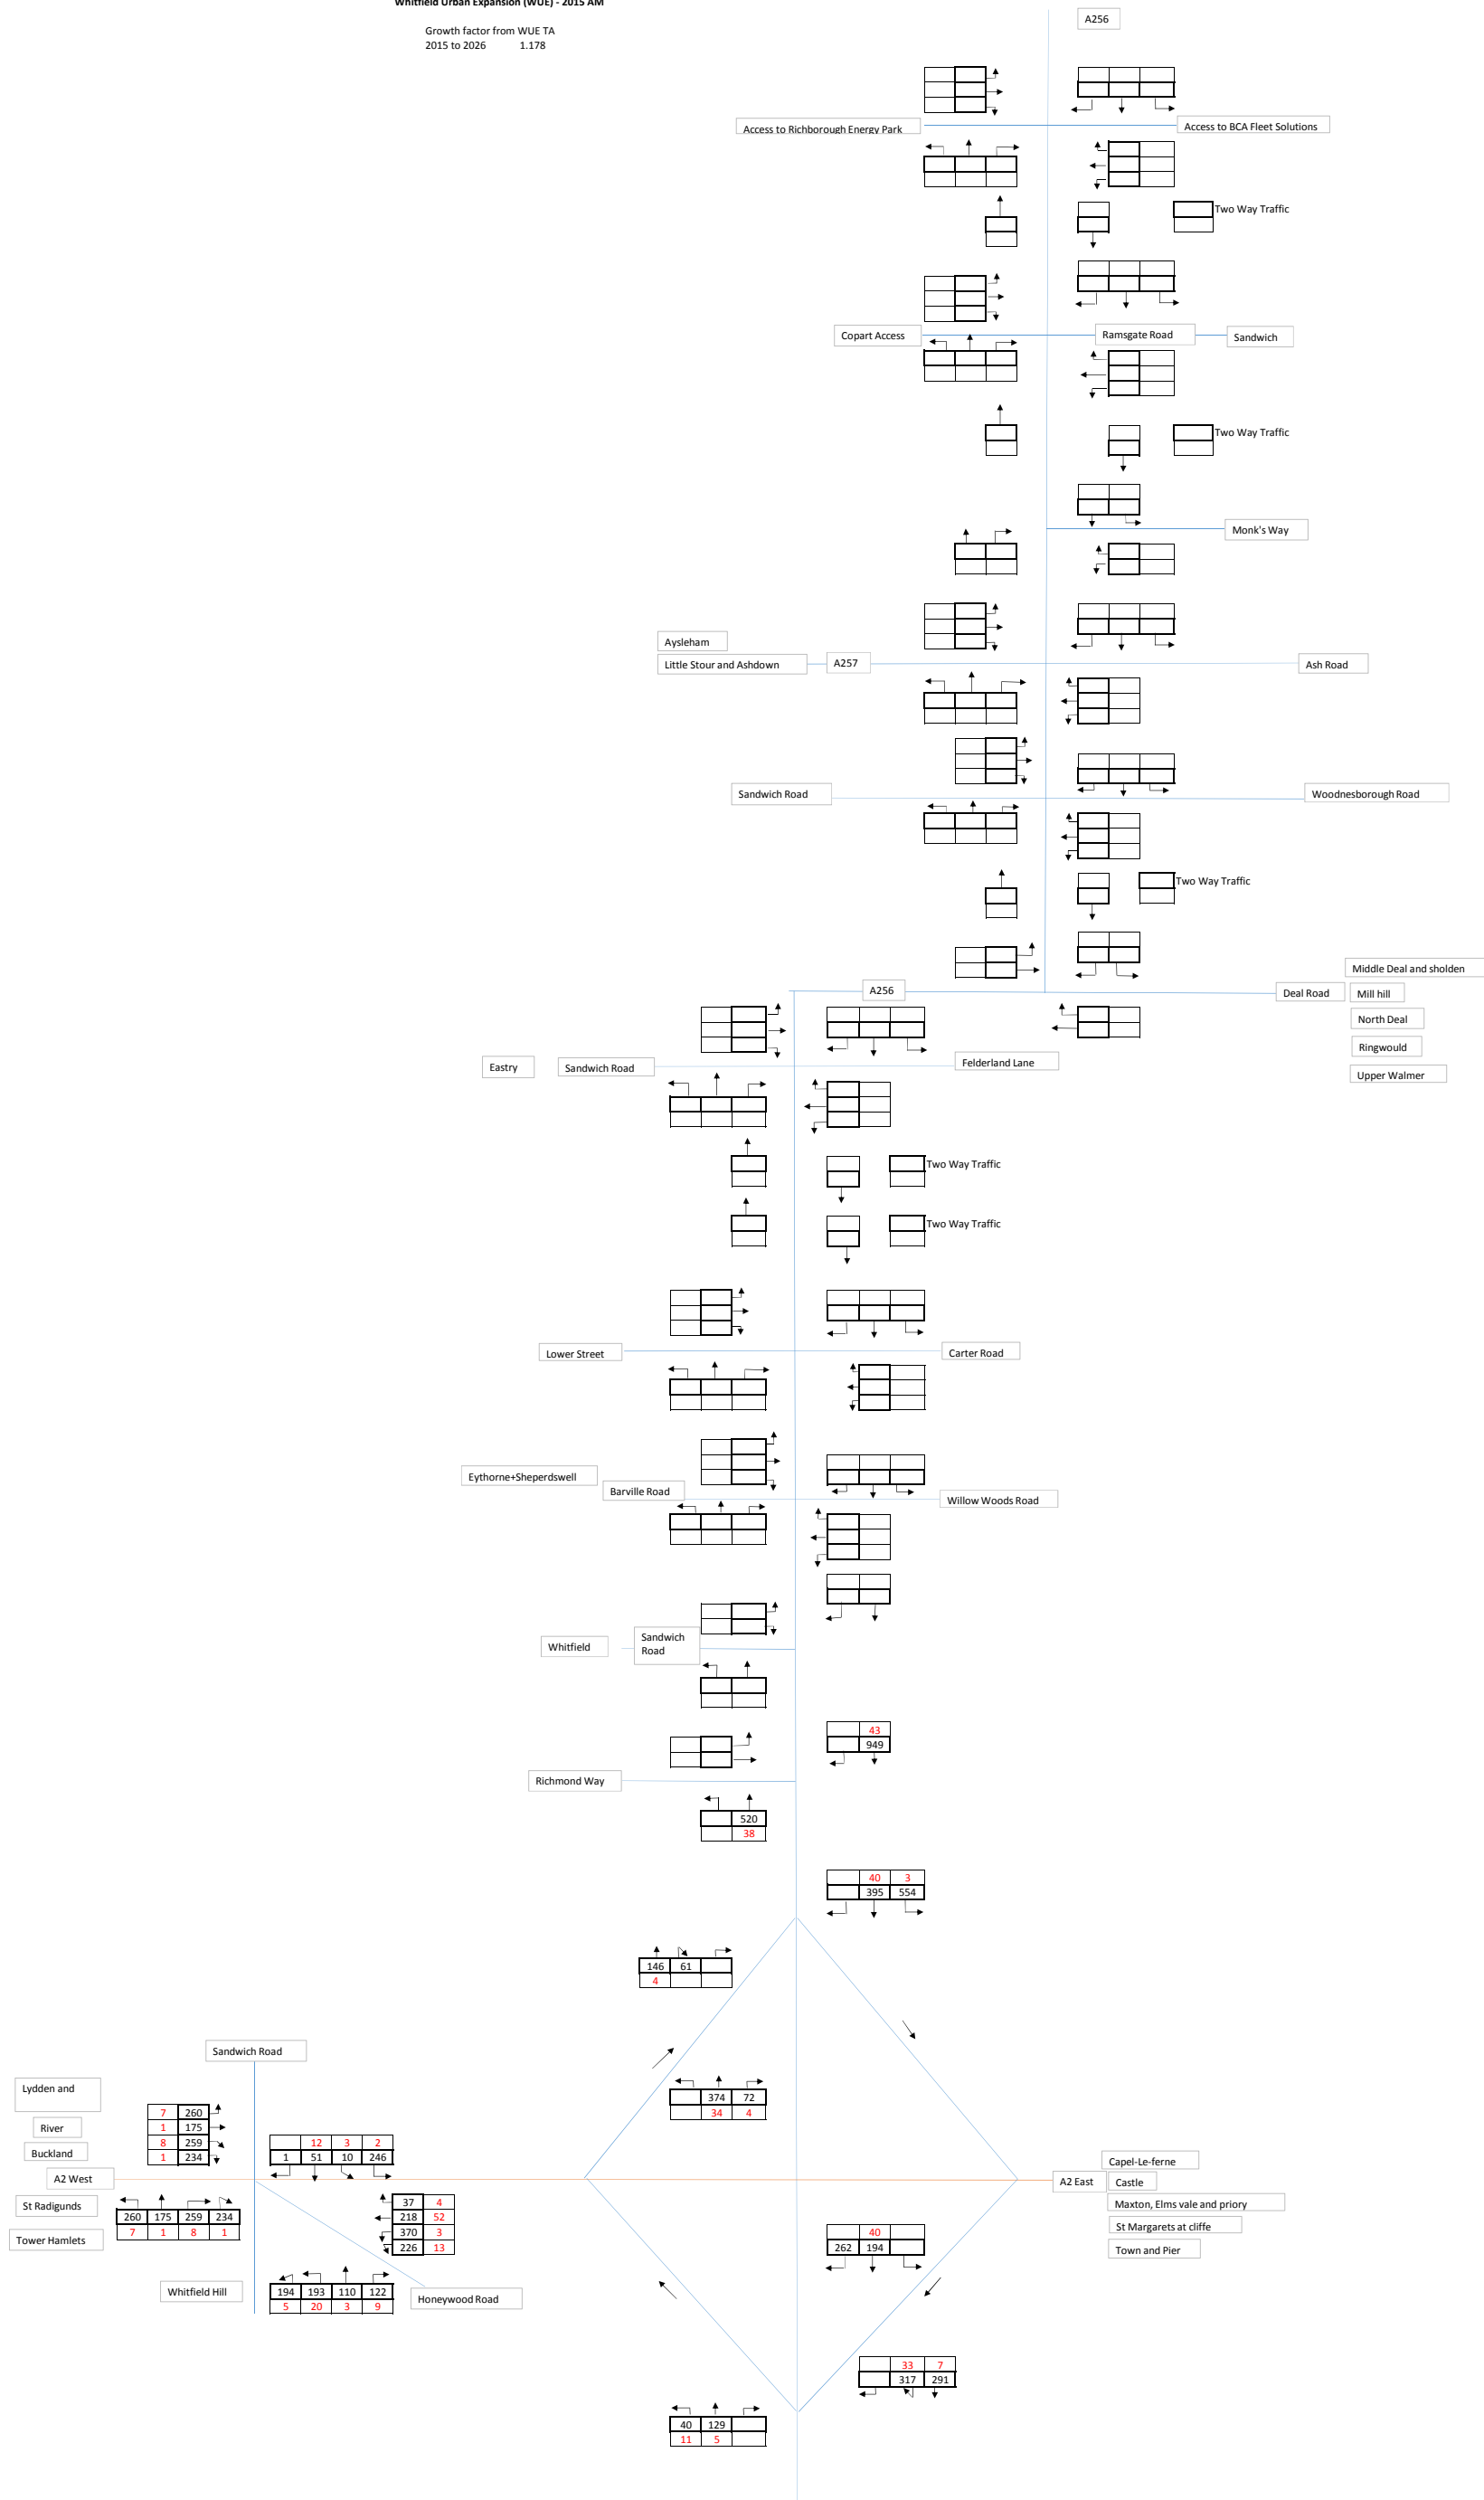 Whitfield Urban Expansion (WUE) - 2015 AM
A256
Growth factor from WUE TA
2015 to 2026 1.178
Access to Richborough Energy Park
Access to BCA Fleet Solutions
Two Way Traffic
Copart Access
Ramsgate Road
Sandwich
Two Way Traffic
Monk's Way
Aysleham
Little Stour and Ashdown
A257
Ash Road
Sandwich Road
Woodnesborough Road
Two Way Traffic
Middle Deal and sholden
A256
Deal Road
Mill hill
North Deal
Ringwould
Eastry
Sandwich Road
Felderland Lane
Upper Walmer
Two Way Traffic
Two Way Traffic
Lower Street
Carter Road
Eythorne+Sheperdswell
Barville Road
Willow Woods Road
Whitfield
Sandwich
Road
43
949
Richmond Way
520
38
40 3
395 554
146 61
4
Sandwich Road
Lydden and
374 72
34 4
7 260
1 175
8 259
1 234
River
Buckland
12 3 2
1 51 10 246
A2 West
Capel-Le-ferne
A2 East
Castle
Maxton, Elms vale and priory
St Margarets at cliffe
Town and Pier
St Radigunds
Tower Hamlets
260 175 259 234
7 1 8 1
37 4
218 52
370 3
226 13
40
262 194
Whitfield Hill
194 193 110 122
5 20 3 9
Honeywood Road
33 7
317 291
40 129
11 5